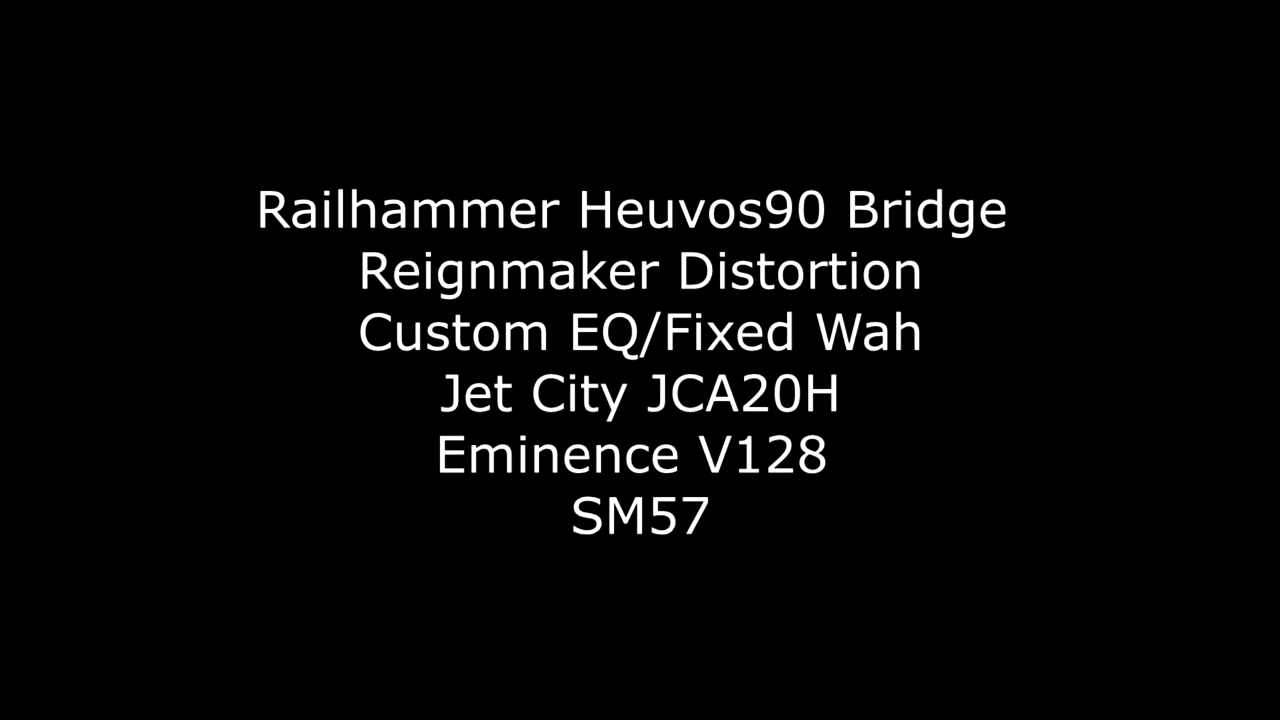 Railhammer Heuvos90 Bridge
Reignmaker Distortion
Custom EQ/Fixed Wah
Jet City JCA20H
Eminence V128
SM57